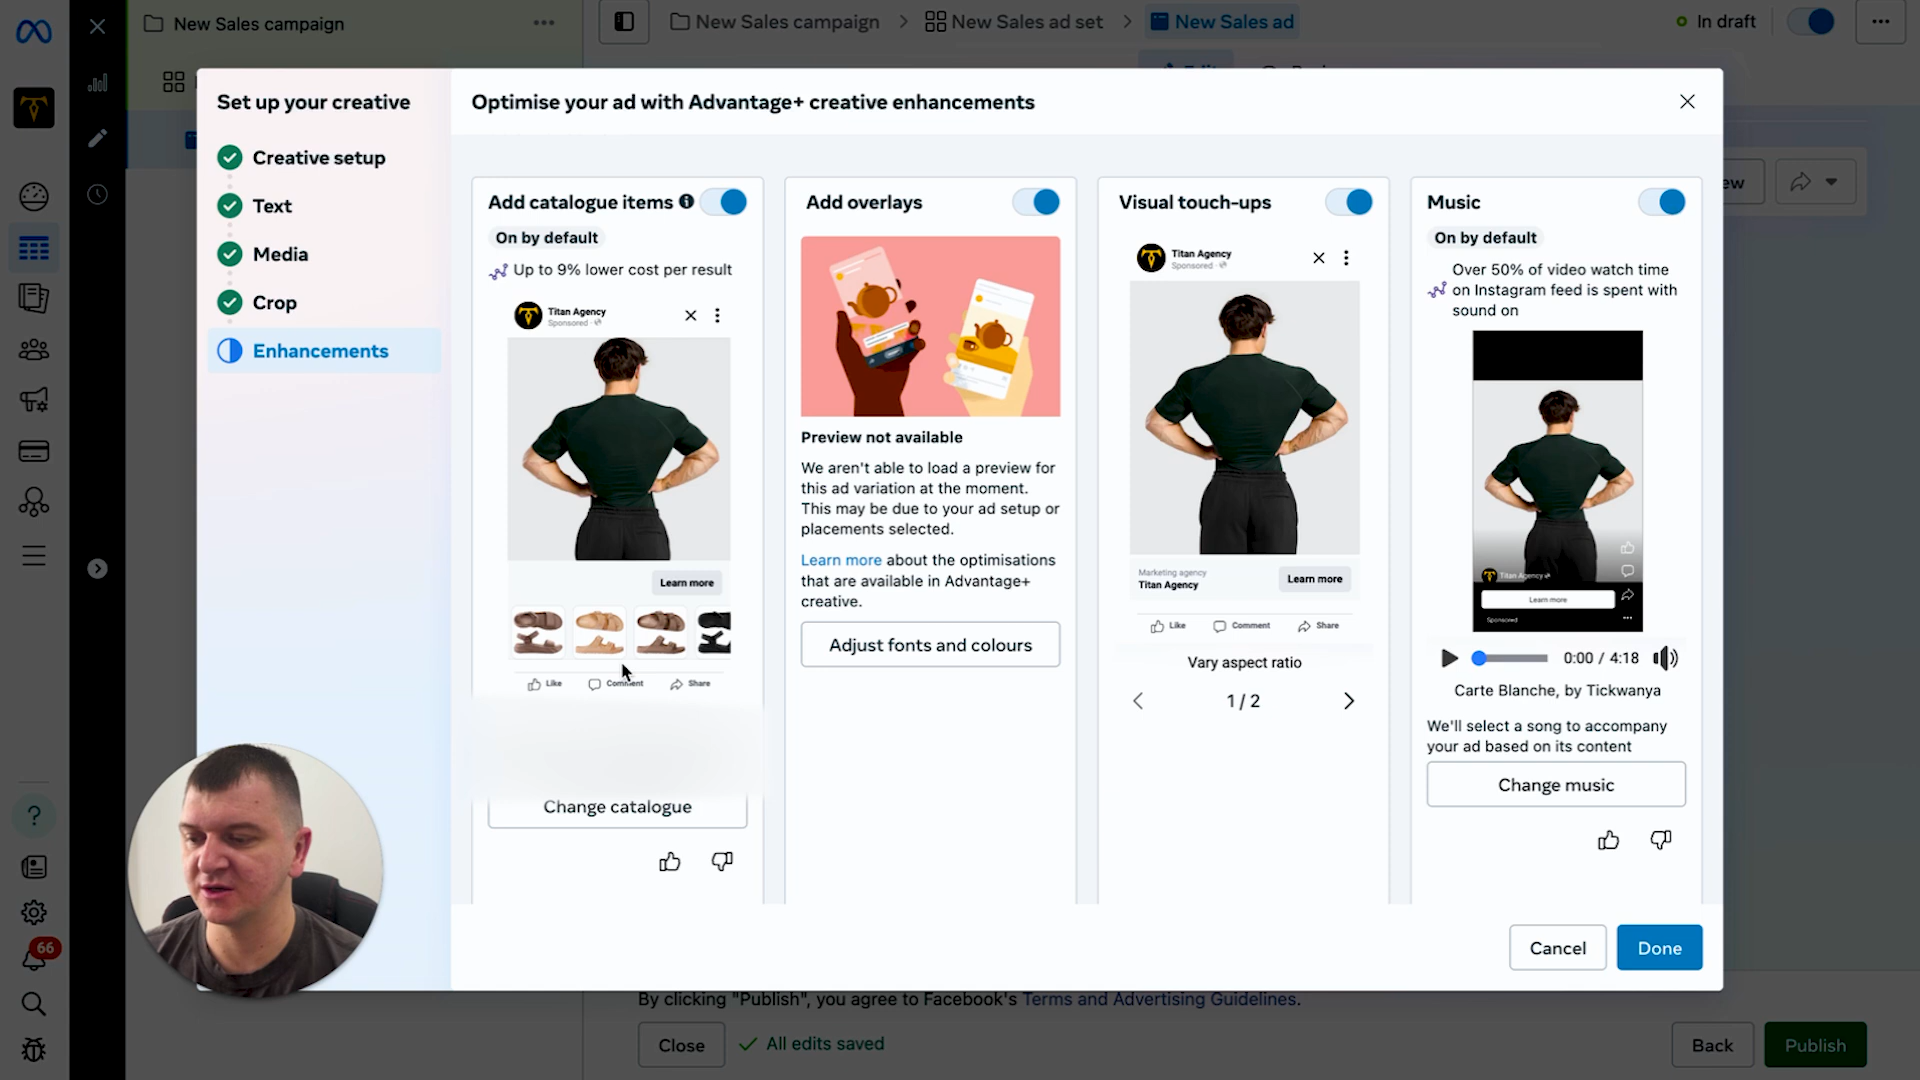 New Sales campaign
New Sales campaign
New Sales ad set
New Sales ad
In draft
Set up your creative
Optimise your ad with Advantage+ creative enhancements
Creative setup
Text
Media
Crop
Enhancements
Add catalogue items
On by default
Up to 9% lower cost per result
Titan Agency
Sponsored
Learn more
Like
Comment
Share
Change catalogue
Add overlays
Preview not available
We aren't able to load a preview for
this ad variation at the moment.
This may be due to your ad setup or
placements selected.
Learn more about the optimisations
that are available in Advantage+
creative.
Adjust fonts and colours
Visual touch-ups
Titan Agency
Sponsored
Marketing agency
Titan Agency
Learn more
Like
Comment
Share
Vary aspect ratio
1 / 2
Music
On by default
Over 50% of video watch time
on Instagram feed is spent with
sound on
Titan Agency
Learn more
Sponsored
0:00 / 4:18
Carte Blanche, by Tickwanya
We'll select a song to accompany
your ad based on its content
Change music
Cancel
Done
66
By clicking "Publish", you agree to Facebook's Terms and Advertising Guidelines.
Close
All edits saved
Back
Publish